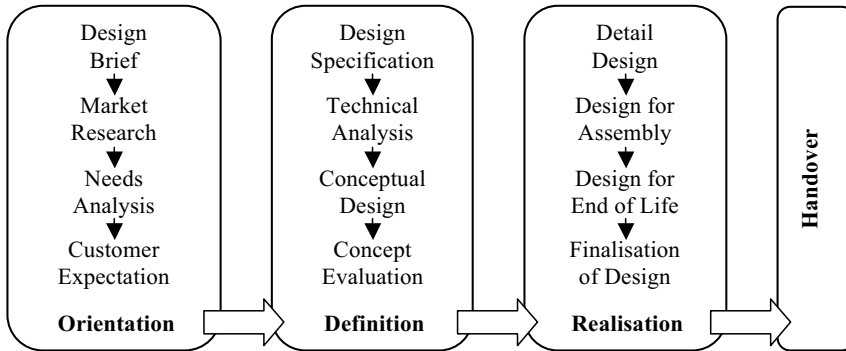 Design
Brief
Market
Research
Needs
Analysis
Customer
Expectation
Orientation
Design
Specification
Technical
Analysis
Conceptual
Design
Concept
Evaluation
Definition
Detail
Design
Design for
Assembly
Design for
End of Life
Finalisation
of Design
Realisation
Handover